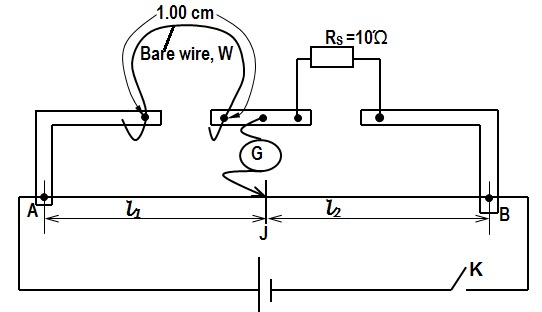 1.00 cm
Bare wire, W
Rs=10Ω
G
A
l1
l2
B
J
K